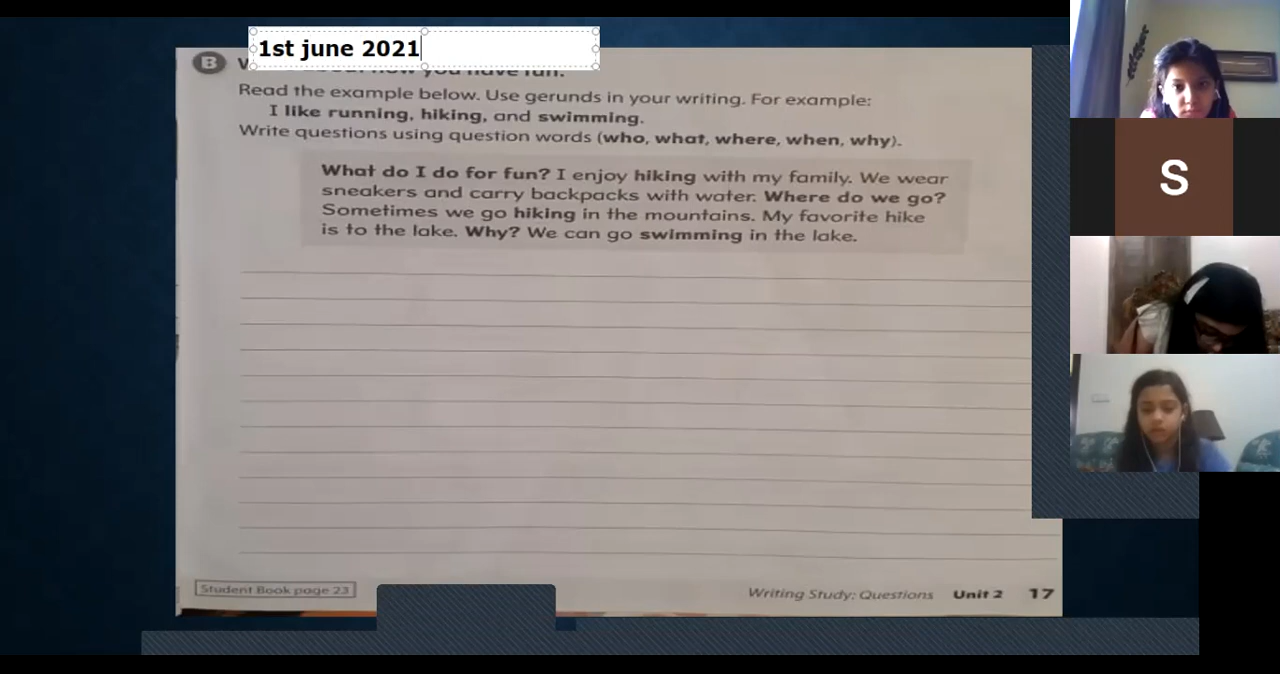 1st june 2021
B
Read the example below. Use gerunds in your writing. For example:
I like running, hiking, and swimming.
Write questions using question words (who, what, where, when, why).
What do I do for fun? I enjoy hiking with my family. We wear
sneakers and carry backpacks with water. Where do we go?
Sometimes we go hiking in the mountains. My favorite hike
is to the lake. Why? We can go swimming in the lake.
Student Book page 23
Writing Study: Questions Unit 2 17
S